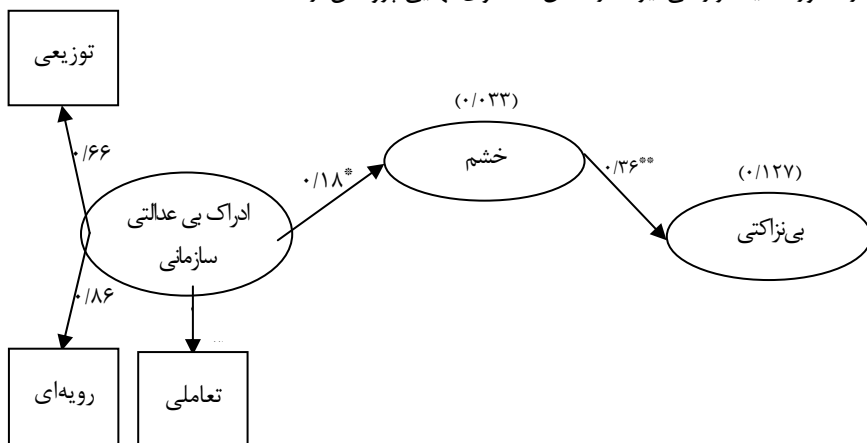 توزیعی
۰/۶۶
(۰/۰۳۳)
خشم
۰/۱۸*
۰/۳۶**
(۰/۱۲۷)
بی‌نزاکتی
ادراک بی عدالتی
سازمانی
۰/۸۶
رویه‌ای
تعاملی